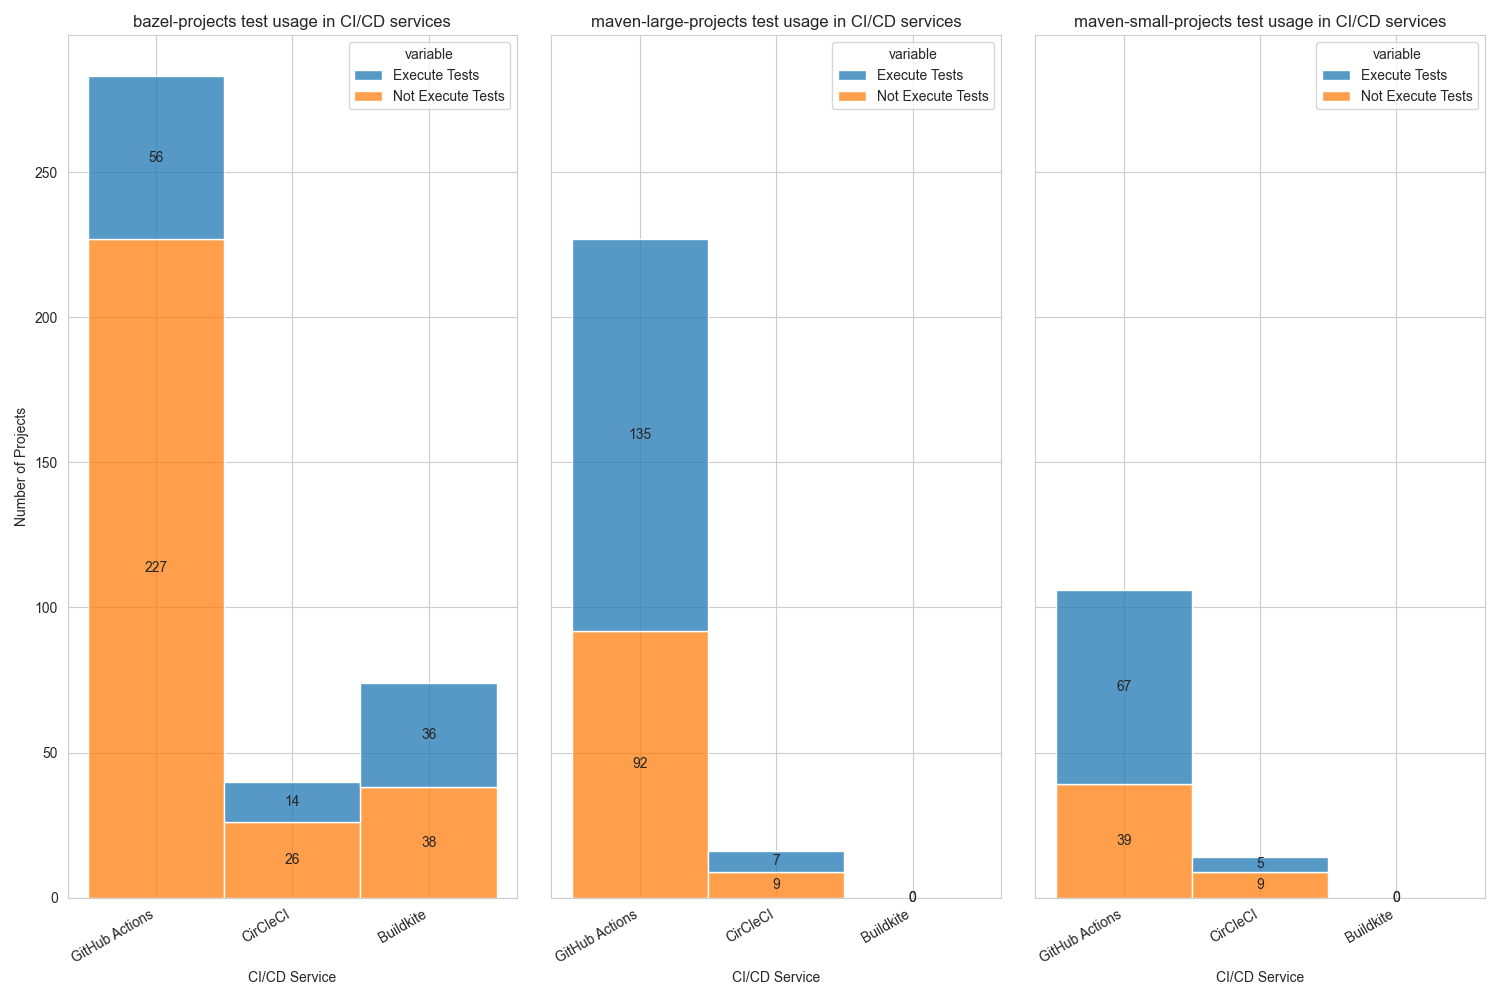 bazel-projects test usage in CI/CD services
variable
Execute Tests
Not Execute Tests
56
227
14
26
36
38
250
200
150
100
50
0
Number of Projects
GitHub Actions
CirCleCI
Buildkite
CI/CD Service
maven-large-projects test usage in CI/CD services
variable
Execute Tests
Not Execute Tests
135
92
7
9
0
GitHub Actions
CirCleCI
Buildkite
CI/CD Service
maven-small-projects test usage in CI/CD services
variable
Execute Tests
Not Execute Tests
67
39
5
9
0
GitHub Actions
CirCleCI
Buildkite
CI/CD Service